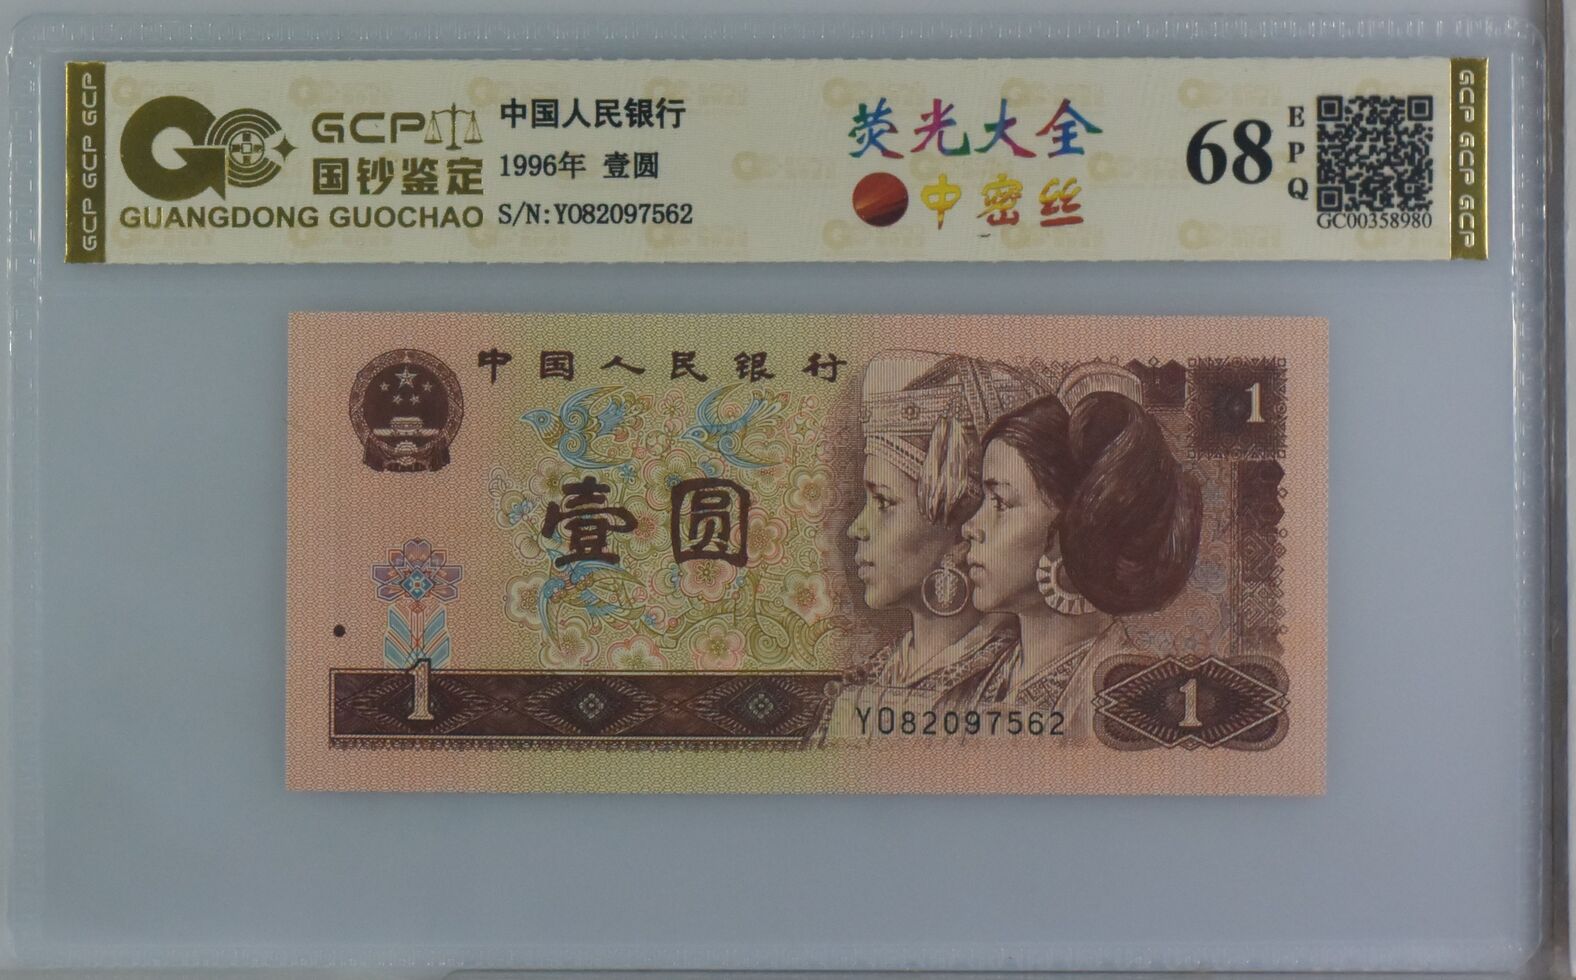 GCP GCP GCP
GCP
国钞鉴定
GUANGDONG GUOCHAO
中国人民银行
1996年 壹圆
S/N:Y082097562
荧光大全
中密丝
68
EPQ
GC00358980
GCP GCP GCP
中国人民银行
1
壹圆
1
YO82097562
1